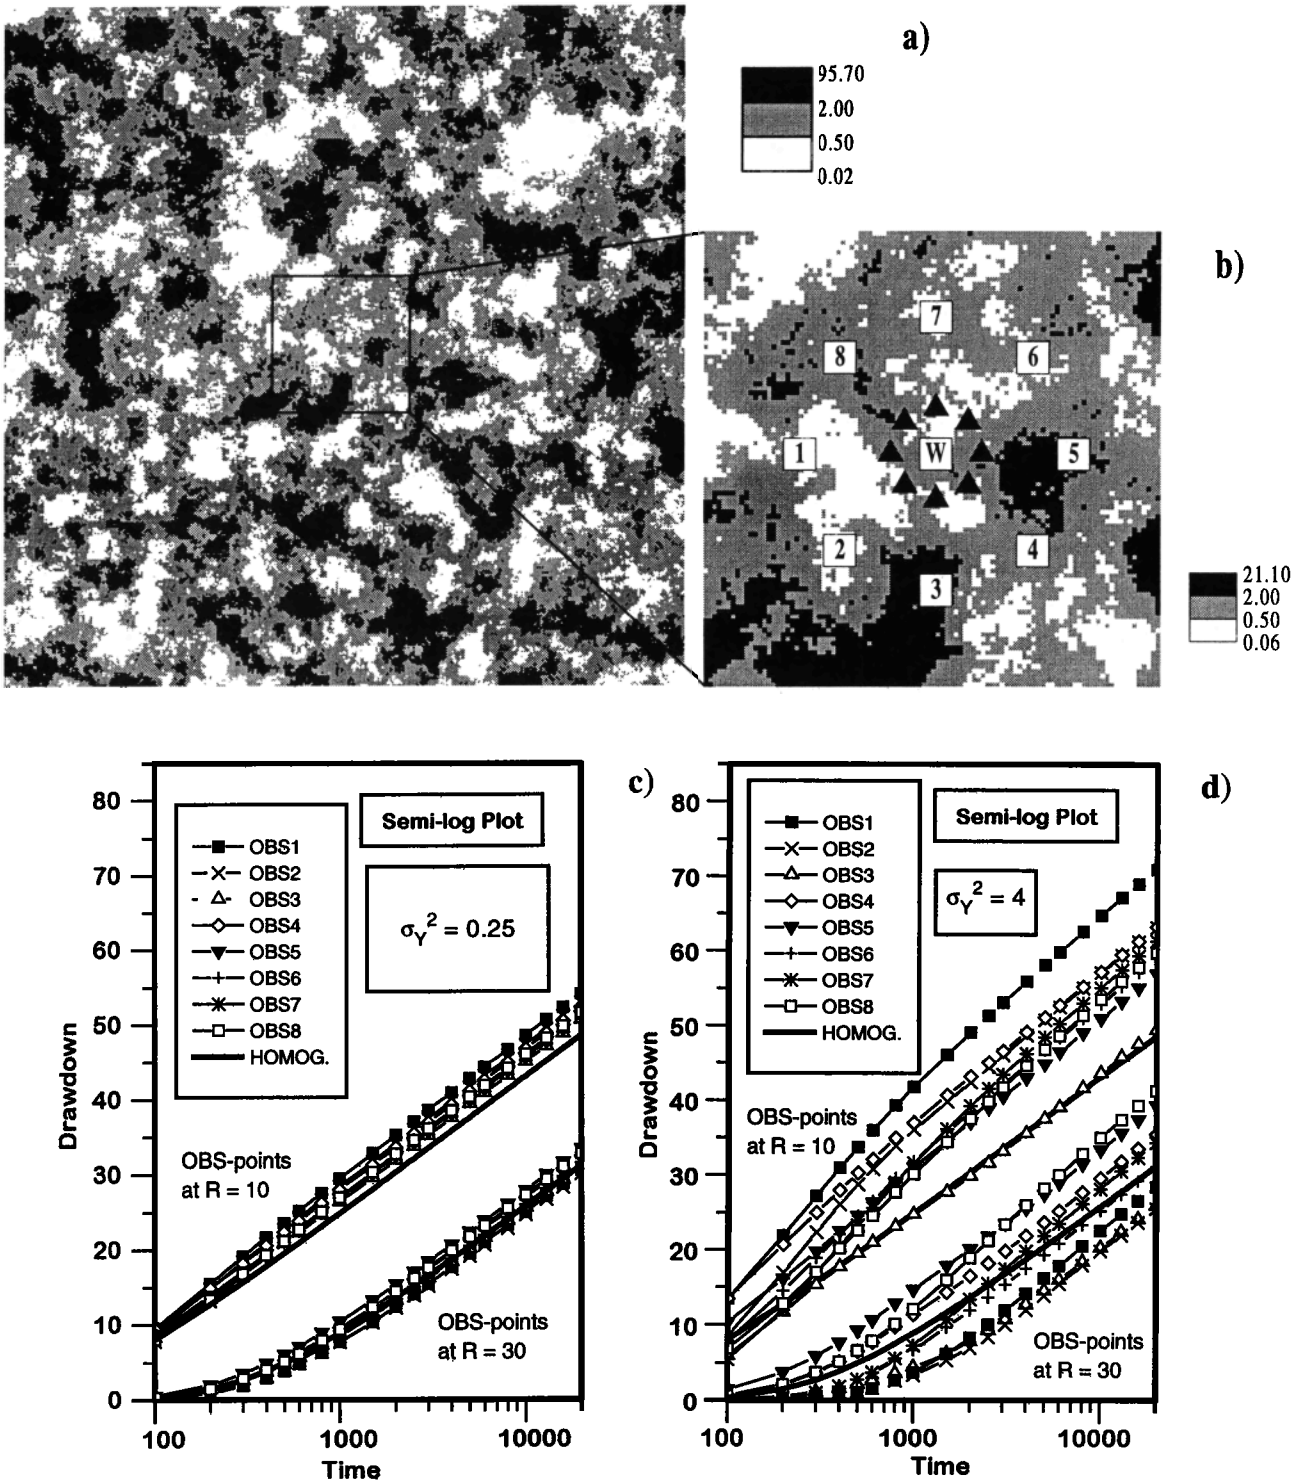 a)
95.70
2.00
0.50
0.02
b)
7
8
6
1
W
5
2
4
3
21.10
2.00
0.50
0.06
c)
80
70
60
50
40
30
20
10
0
Drawdown
OBS1
OBS2
OBS3
OBS4
OBS5
OBS6
OBS7
OBS8
HOMOG.
Semi-log Plot
σY² = 0.25
OBS-points
at R = 10
OBS-points
at R = 30
100
1000
10000
Time
d)
80
70
60
50
40
30
20
10
0
Drawdown
OBS1
OBS2
OBS3
OBS4
OBS5
OBS6
OBS7
OBS8
HOMOG.
Semi-log Plot
σY² = 4
OBS-points
at R = 10
OBS-points
at R = 30
100
1000
10000
Time